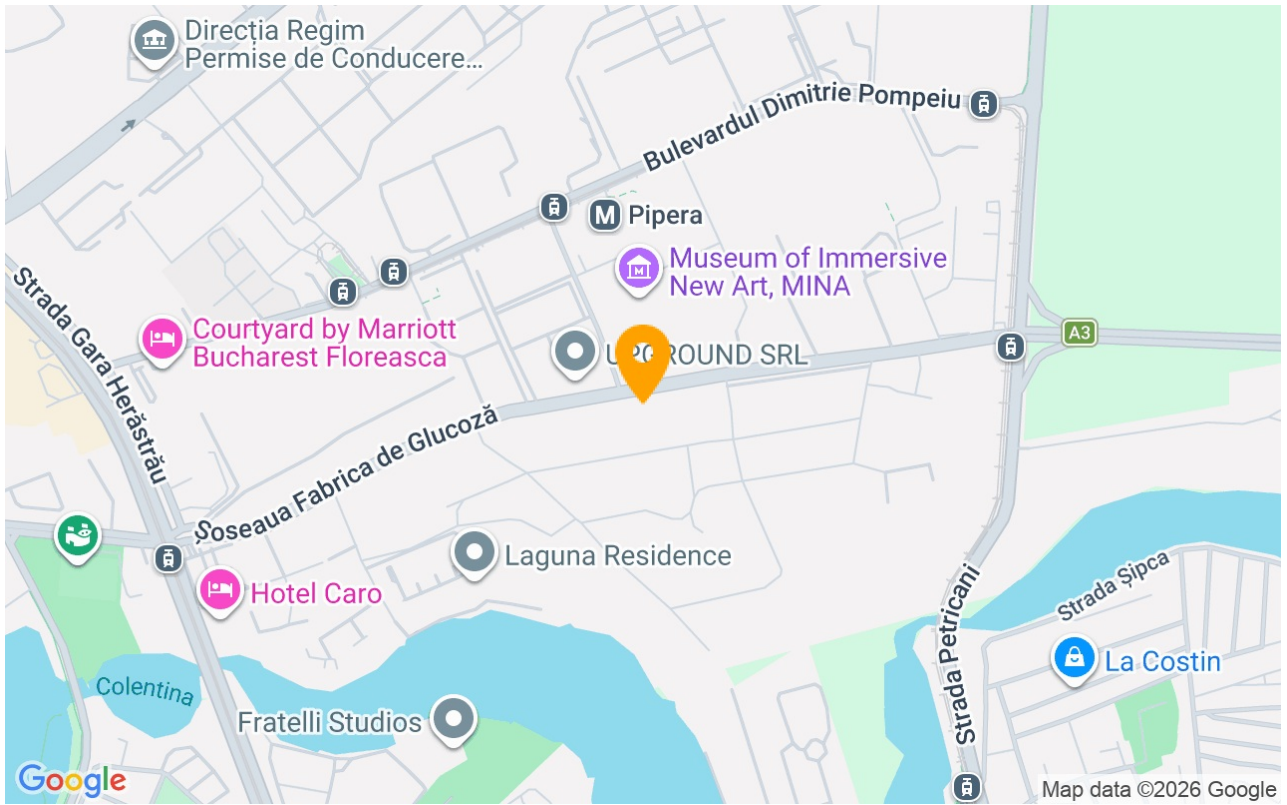 Direcția Regim
Permise de Conducere...
Bulevardul Dimitrie Pompeiu
M Pipera
Museum of Immersive
New Art, MINA
Strada Gara Herăstrău
Courtyard by Marriott
Bucharest Floreasca
A3
Șoseaua Fabrica de Glucoză
Laguna Residence
Hotel Caro
Strada Șipca
Strada Petricani
La Costin
Colentina
Fratelli Studios
Google
Map data ©2026 Google